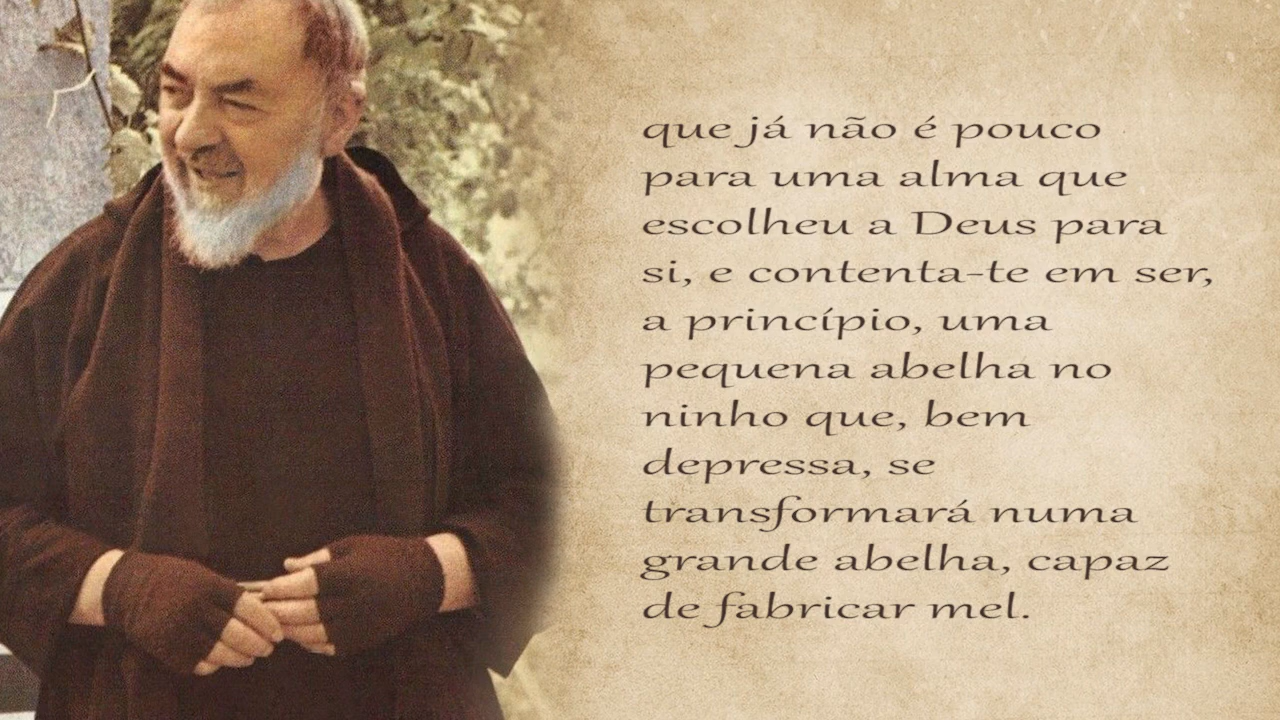 que já não é pouco
para uma alma que
escolheu a Deus para
si, e contenta-te em ser,
a princípio, uma
pequena abelha no
ninho que, bem
depressa, se
transformará numa
grande abelha, capaz
de fabricar mel.